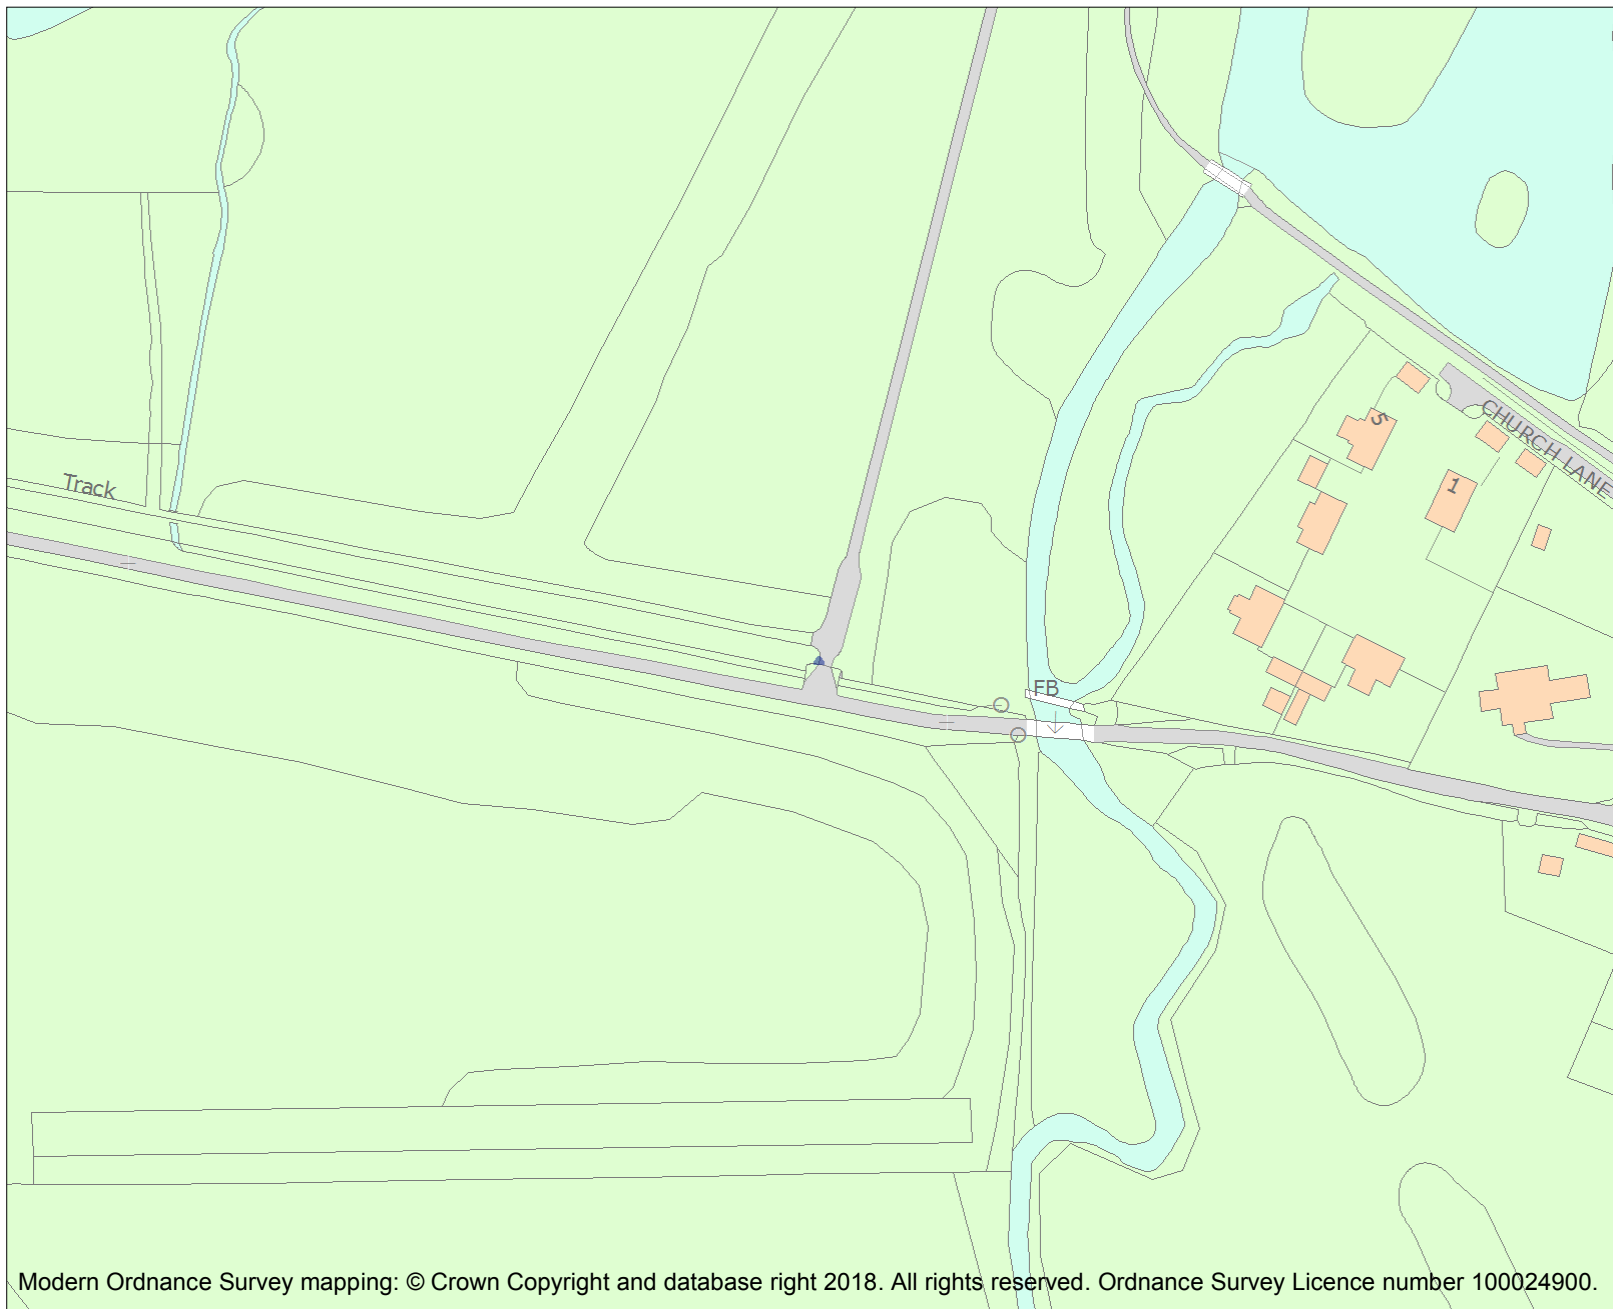 Track
5
CHURCH LANE
1
FB
Modern Ordnance Survey mapping: © Crown Copyright and database right 2018. All rights reserved. Ordnance Survey Licence number 100024900.